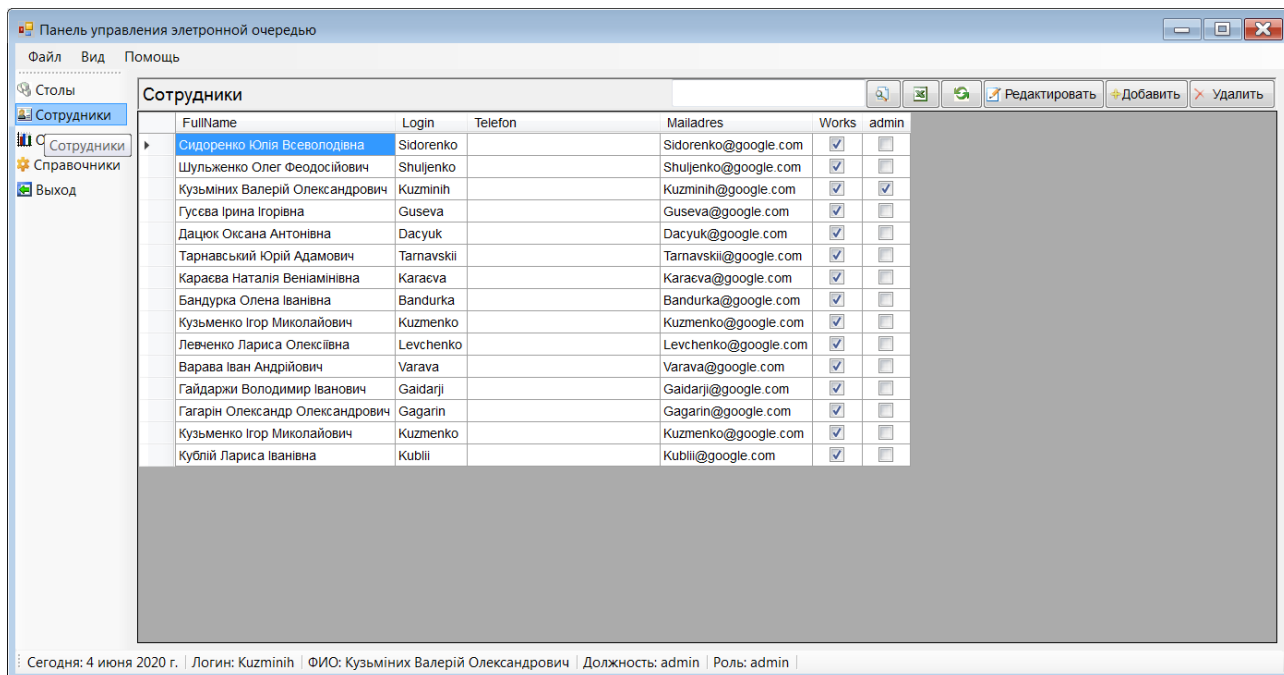 Панель управления элетронной очередью
Файл Вид Помощь
Столы
Сотрудники
Сотрудники
Справочники
Выход
Сотрудники Редактировать Добавить Удалить
FullName Login Telefon Mailadres Works admin
Сидоренко Юлія Всеволодівна Sidorenko Sidorenko@google.com
Шульженко Олег Феодосійович Shuljenko Shuljenko@google.com
Кузьміних Валерій Олександрович Kuzminih Kuzminih@google.com
Гусєва Ірина Ігорівна Guseva Guseva@google.com
Дацюк Оксана Антонівна Dacyuk Dacyuk@google.com
Тарнавський Юрій Адамович Tarnavskii Tarnavskii@google.com
Караєва Наталія Веніамінівна Karaєva Karaєva@google.com
Бандурка Олена Іванівна Bandurka Bandurka@google.com
Кузьменко Ігор Миколайович Kuzmenko Kuzmenko@google.com
Левченко Лариса Олексіївна Levchenko Levchenko@google.com
Варава Іван Андрійович Varava Varava@google.com
Гайдаржи Володимир Іванович Gaidarji Gaidarji@google.com
Гагарін Олександр Олександрович Gagarin Gagarin@google.com
Кузьменко Ігор Миколайович Kuzmenko Kuzmenko@google.com
Кублій Лариса Іванівна Kublii Kublii@google.com
Сегодня: 4 июня 2020 г. Логин: Kuzminih ФИО: Кузьміних Валерій Олександрович Должность: admin Роль: admin